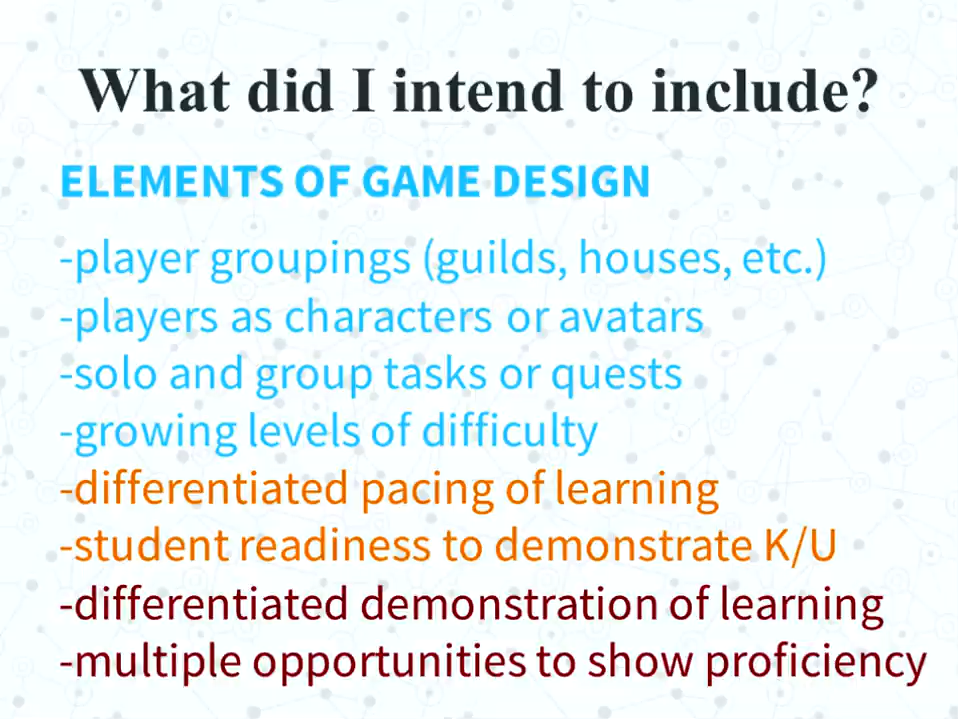 What did I intend to include?
ELEMENTS OF GAME DESIGN
-player groupings (guilds, houses, etc.)
-players as characters or avatars
-solo and group tasks or quests
-growing levels of difficulty
-differentiated pacing of learning
-student readiness to demonstrate K/U
-differentiated demonstration of learning
-multiple opportunities to show proficiency